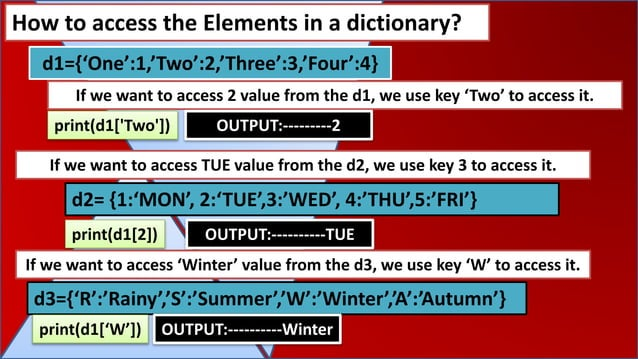 How to access the Elements in a dictionary?
d1={‘One’:1,’Two’:2,’Three’:3,’Four’:4}
If we want to access 2 value from the d1, we use key ‘Two’ to access it.
print(d1['Two']) OUTPUT:---------2
If we want to access TUE value from the d2, we use key 3 to access it.
d2= {1:‘MON’, 2:‘TUE’,3:’WED’, 4:’THU’,5:’FRI’}
print(d1[2]) OUTPUT:----------TUE
If we want to access ‘Winter’ value from the d3, we use key ‘W’ to access it.
d3={‘R’:’Rainy’,’S’:’Summer’,’W’:’Winter’,’A’:’Autumn’}
print(d1[‘W’]) OUTPUT:----------Winter